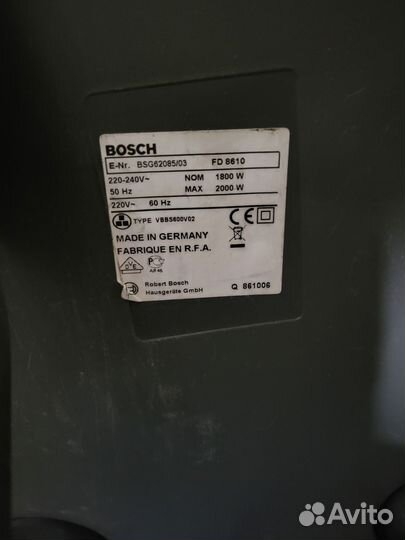 BOSCH
E-Nr. BSG62085/03 FD 8610
220-240V~ NOM 1800 W
50 Hz MAX 2000 W
220V~ 60 Hz
TYPE VBBS600V02
MADE IN GERMANY
FABRIQUE EN R.F.A.
Robert Bosch
Hausgeräte GmbH
Q 861006
Avito